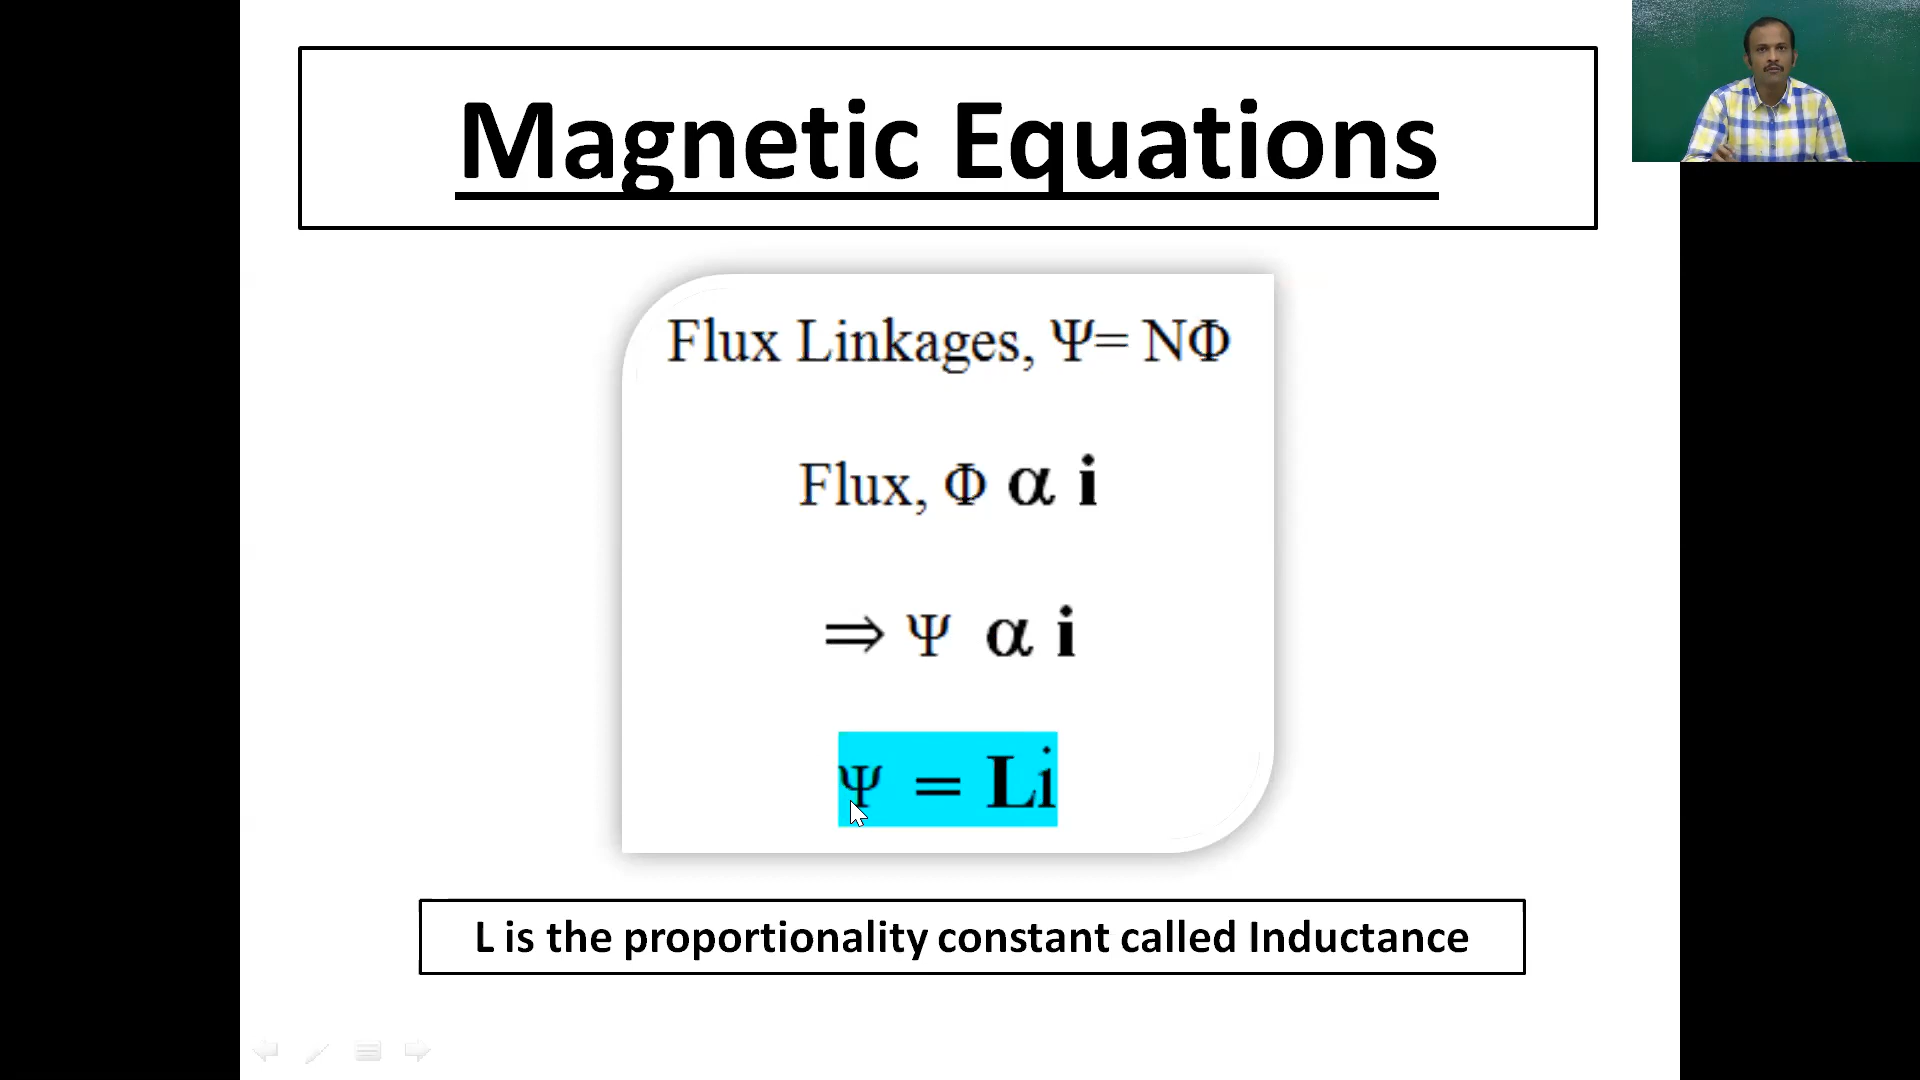 Magnetic Equations
Flux Linkages, Ψ= NΦ
Flux, Φ α i
⇒ Ψ α i
Ψ = Li
L is the proportionality constant called Inductance